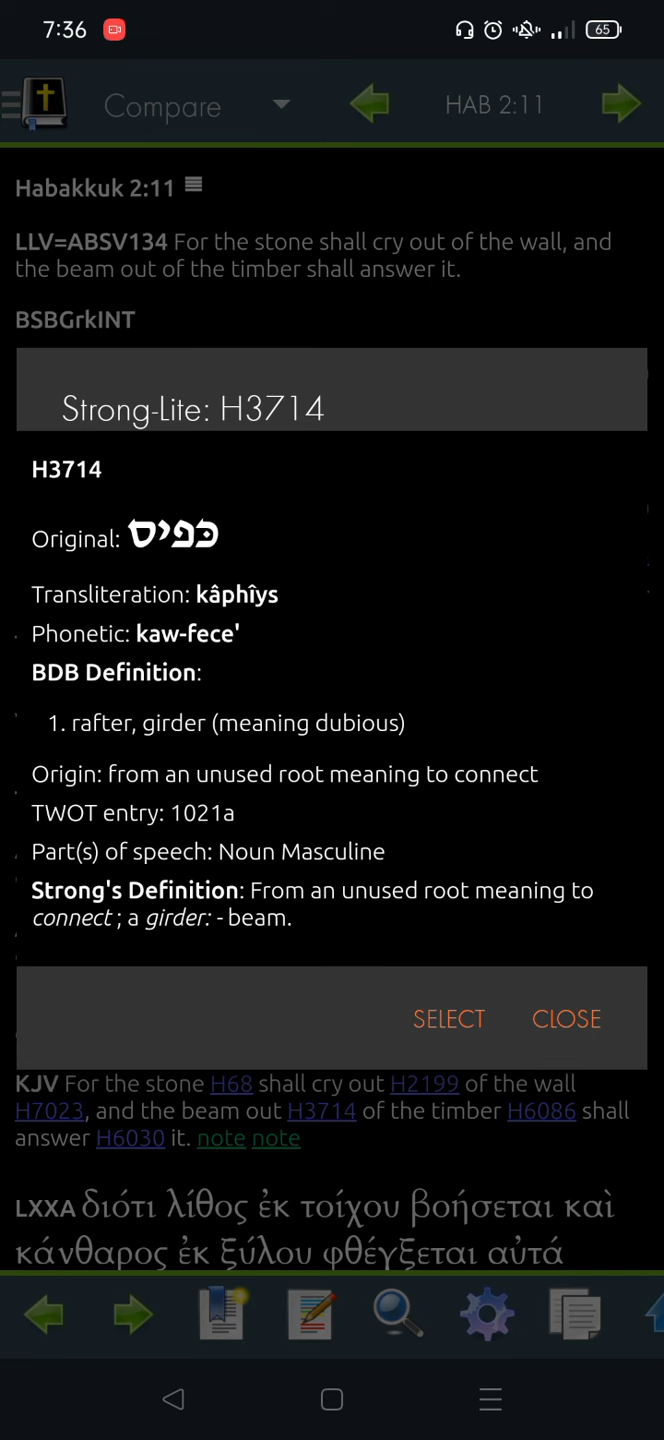 7:36
65
Compare
HAB 2:11
Habakkuk 2:11
LLV=ABSV134 For the stone shall cry out of the wall, and
the beam out of the timber shall answer it.
BSBGrkINT
Strong-Lite: H3714
H3714
Original: כּפיס
Transliteration: kâphîys
Phonetic: kaw-fece'
BDB Definition:
1. rafter, girder (meaning dubious)
Origin: from an unused root meaning to connect
TWOT entry: 1021a
Part(s) of speech: Noun Masculine
Strong's Definition: From an unused root meaning to
connect ; a girder: - beam.
SELECT
CLOSE
KJV For the stone H68 shall cry out H2199 of the wall
H7023, and the beam out H3714 of the timber H6086 shall
answer H6030 it. note note
LXXA διότι λίθος ἐκ τοίχου βοήσεται καὶ
κάνθαρος ἐκ ξύλου φθέγξεται αὐτά